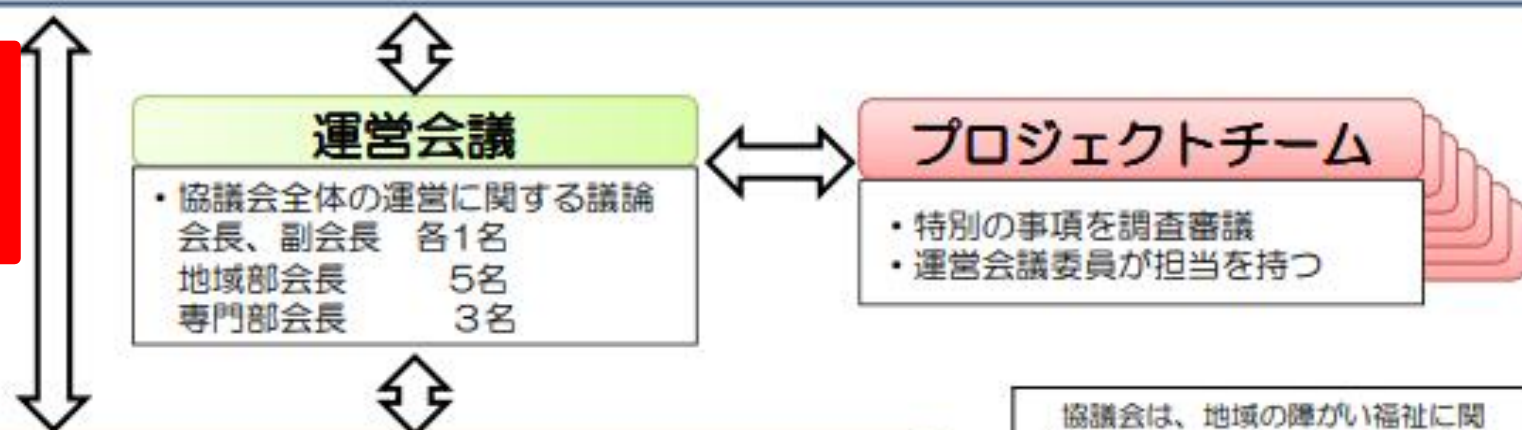 運営会議
・協議会全体の運営に関する議論
会長、副会長　各1名
地域部会長　　　5名
専門部会長　　　3名
プロジェクトチーム
・特別の事項を調査審議
・運営会議委員が担当を持つ
協議会は、地域の障がい福祉に関